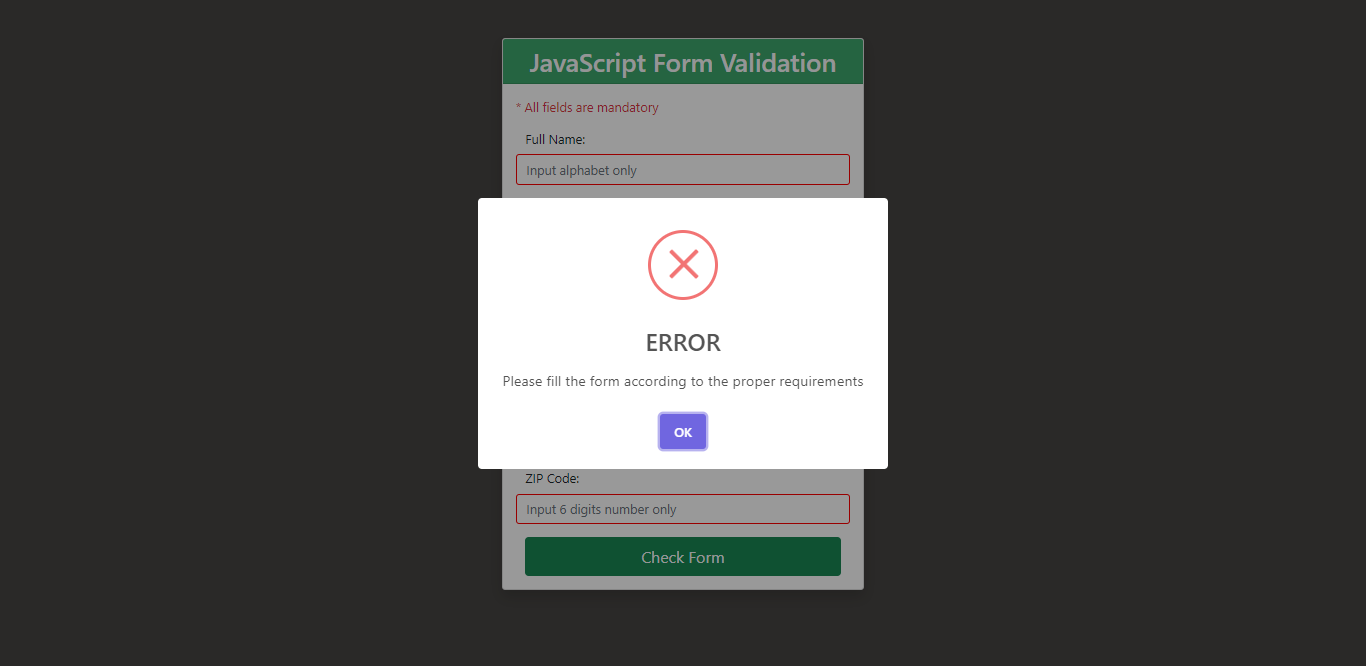 JavaScript Form Validation
* All fields are mandatory
Full Name:
Input alphabet only
ERROR
Please fill the form according to the proper requirements
OK
ZIP Code:
Input 6 digits number only
Check Form